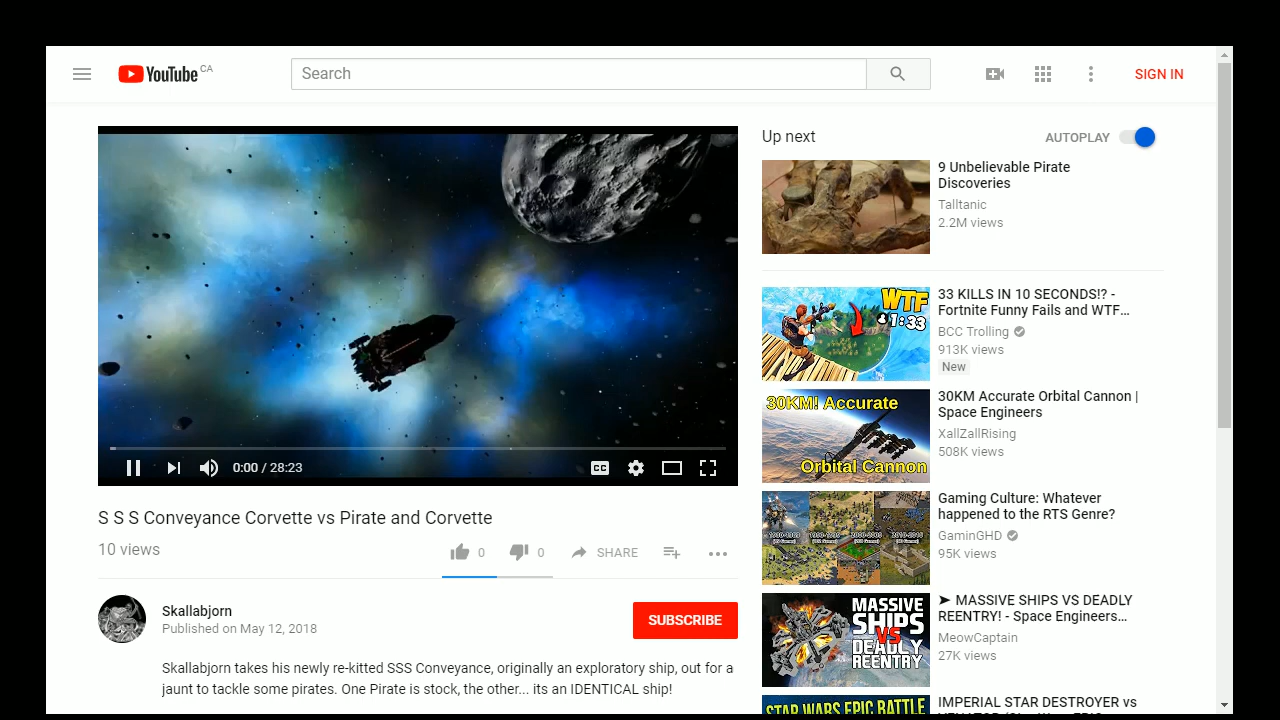 YouTube CA
Search
SIGN IN
0:00 / 28:23
CC
S S S Conveyance Corvette vs Pirate and Corvette
10 views
0
0
SHARE
Skallabjorn
Published on May 12, 2018
SUBSCRIBE
Skallabjorn takes his newly re-kitted SSS Conveyance, originally an exploratory ship, out for a
jaunt to tackle some pirates. One Pirate is stock, the other... its an IDENTICAL ship!
Up next
AUTOPLAY
9 Unbelievable Pirate
Discoveries
Talltanic
2.2M views
WTF
33 KILLS IN 10 SECONDS!? -
Fortnite Funny Fails and WTF...
BCC Trolling
913K views
New
30KM! Accurate
Orbital Cannon
30KM Accurate Orbital Cannon |
Space Engineers
XallZallRising
508K views
Gaming Culture: Whatever
happened to the RTS Genre?
GaminGHD
95K views
MASSIVE
SHIPS
VS
DEADLY
REENTRY
➤ MASSIVE SHIPS VS DEADLY
REENTRY! - Space Engineers...
MeowCaptain
27K views
STAR WARS EPIC BATTLE
IMPERIAL STAR DESTROYER vs